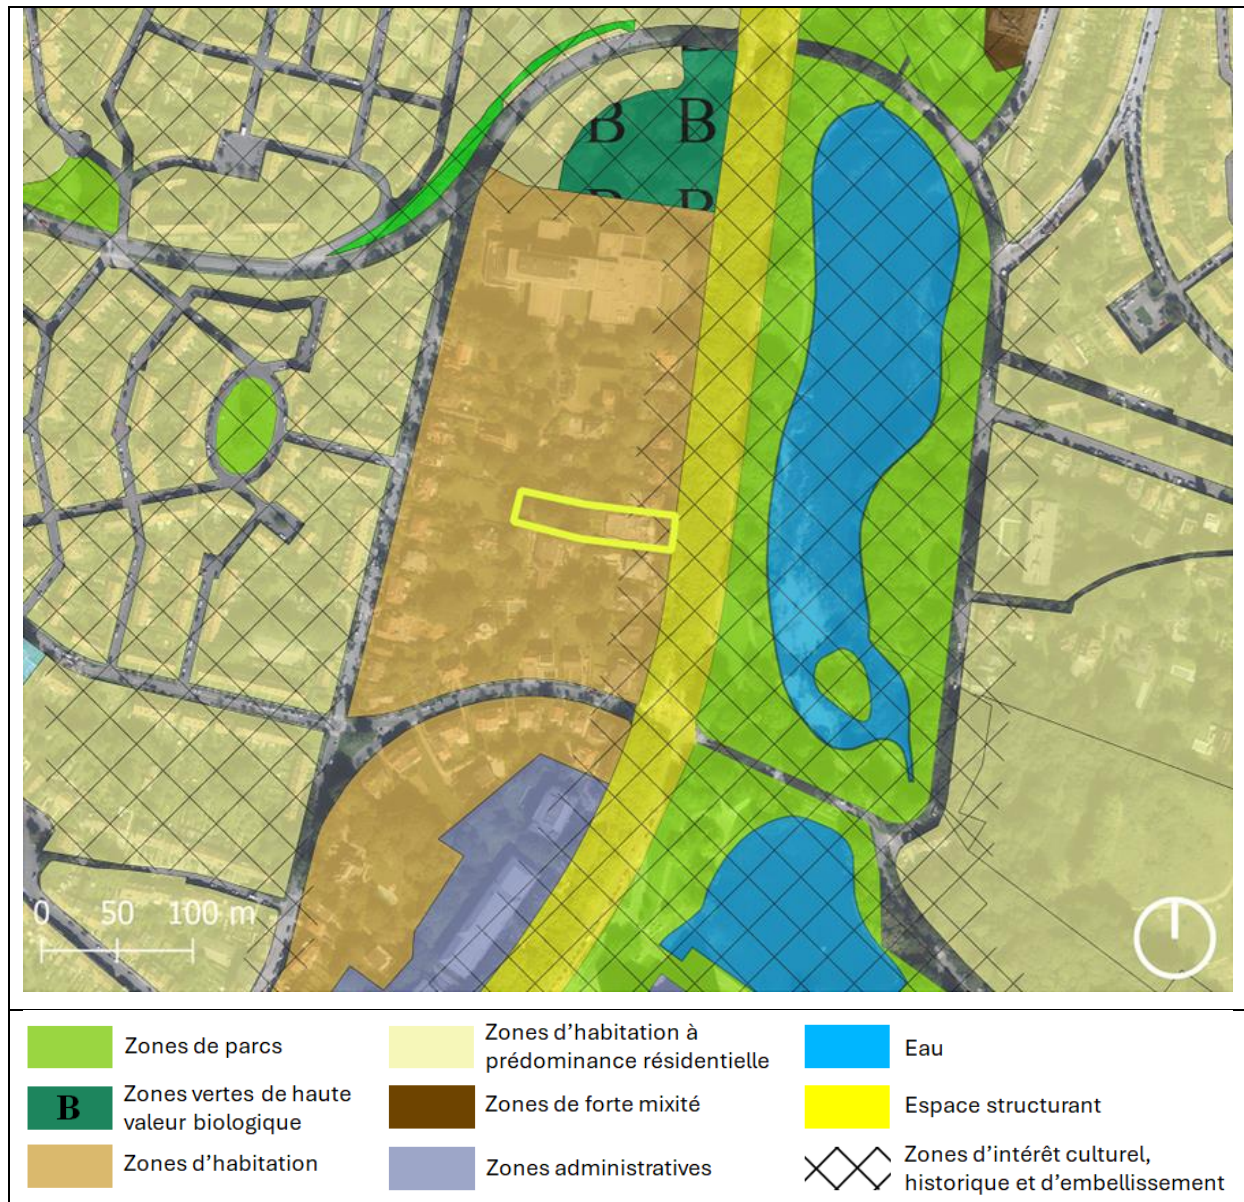 B B
B B
0 50 100 m
Zones de parcs
Zones d’habitation à
prédominance résidentielle
Eau
B
Zones vertes de haute
valeur biologique
Zones de forte mixité
Espace structurant
Zones d’habitation
Zones administratives
Zones d’intérêt culturel,
historique et d’embellissement